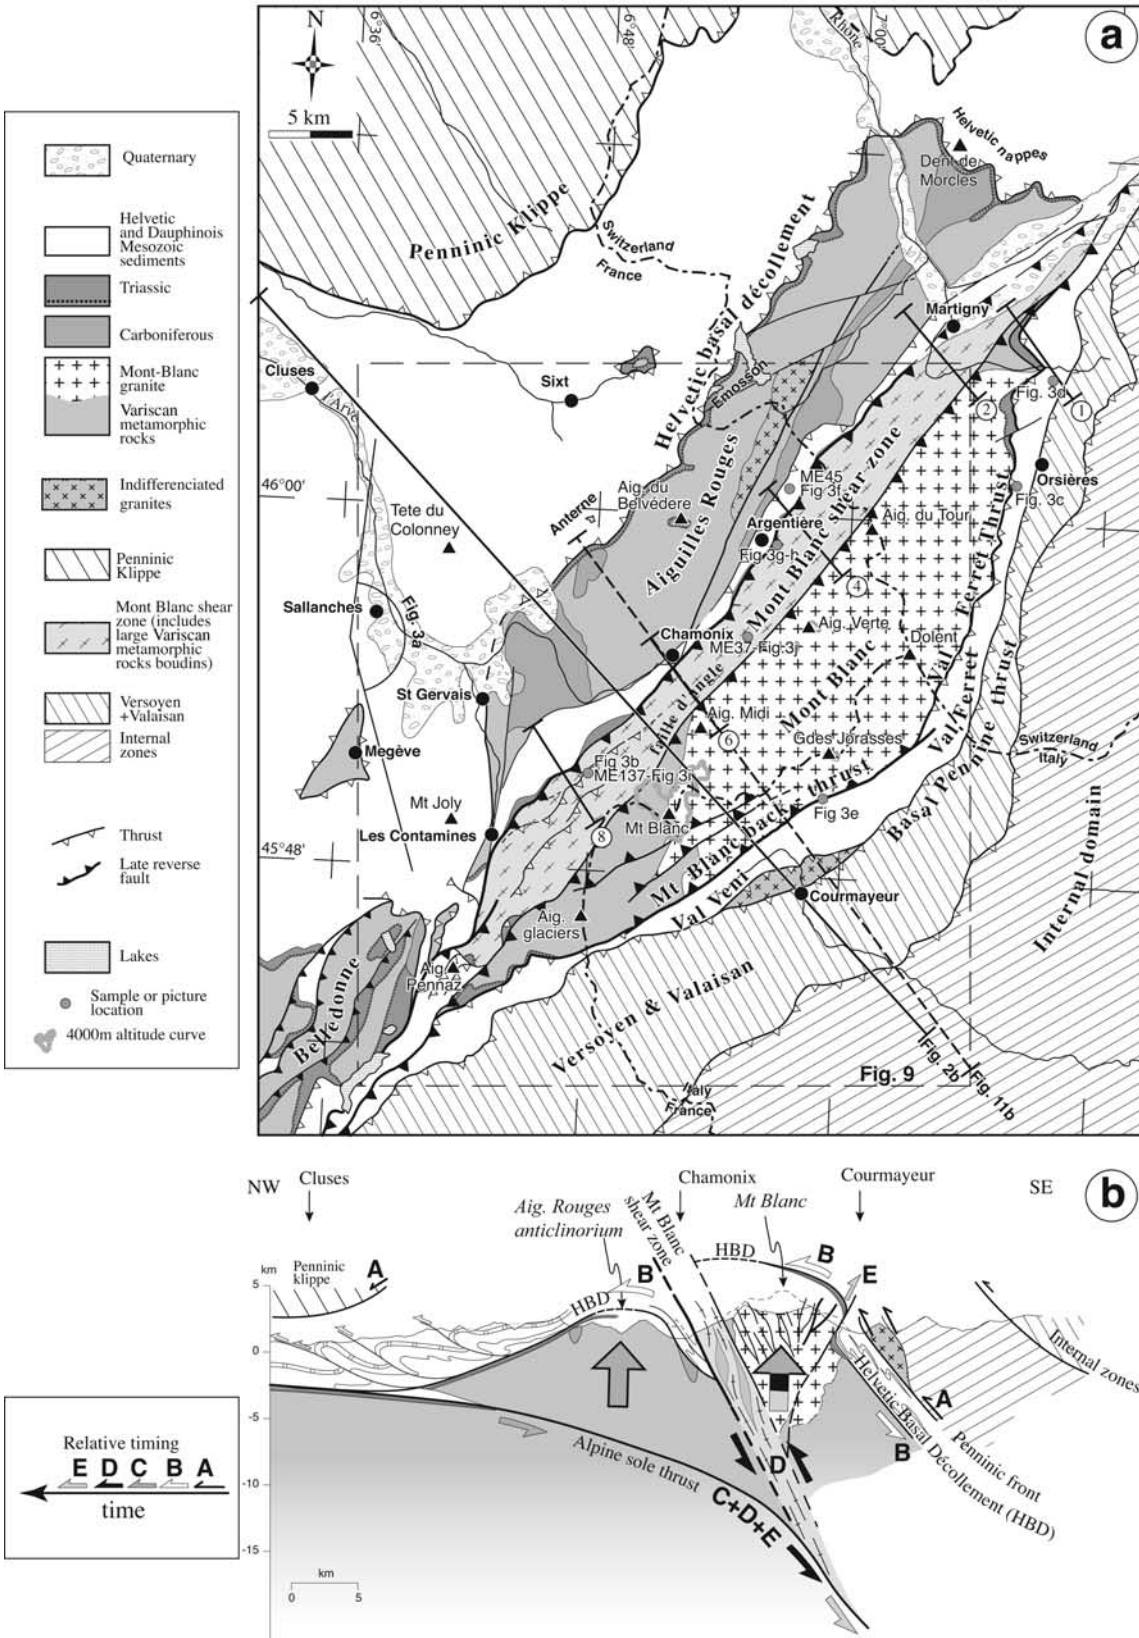 Quaternary
Helvetic
and Dauphinois
Mesozoic
sediments
Triassic
Carboniferous
Mont-Blanc
granite
Variscan
metamorphic
rocks
Indifferenciated
granites
Penninic
Klippe
Mont Blanc shear
zone (includes
large Variscan
metamorphic
rocks boudins)
Versoyen
+Valaisan
Internal
zones
Thrust
Late reverse
fault
Lakes
Sample or picture
location
4000m altitude curve
a
N
5 km
6°36'
6°48'
7°00'
46°00'
45°48'
Rhône
Helvetic nappes
Dent de
Morcles
Penninic Klippe
Switzerland
France
Helvetic basal décollement
Martigny
Cluses
l'Arve
Sixt
Emosson
Fig. 3d
2
1
Orsières
Fig. 3c
ME45
Fig 3f
Anterne
Aig. du
Belvédere
Aiguilles Rouges
Argentière
Fig 3g-h
Aig. du Tour
Mont Blanc shear zone
Tete du
Colonney
4
Val Ferret Thrust
Sallanches
Fig. 3a
Aig. Verte
Chamonix
ME37-Fig.3j
Dolent
Mont Blanc
St Gervais
Faille d'Angle
Aig. Midi
6
Gdes Jorasses
Val Ferret
Basal Pennine thrust
Switzerland
Italy
Megève
Fig 3b
ME137-Fig 3i
Mt Joly
Mt Blanc
Fig 3e
Les Contamines
8
Mt Blanc back thrust
Val Veni
Courmayeur
Internal domain
Aig.
glaciers
Aig.
Pennaz
Belledonne
Versoyen & Valaisan
Fig. 9
Fig. 2b
Fig. 11b
Italy
France
b
NW
Cluses
Chamonix
Courmayeur
SE
Aig. Rouges
anticlinorium
Mt Blanc
shear zone
Mt Blanc
HBD
B
E
km
5
0
-5
-10
-15
Penninic
klippe
A
B
HBD
Internal zones
A
B
Helvetic Basal Décollement (HBD)
Penninic front
D
Alpine sole thrust
C+D+E
km
0 5
Relative timing
E D C B A
time